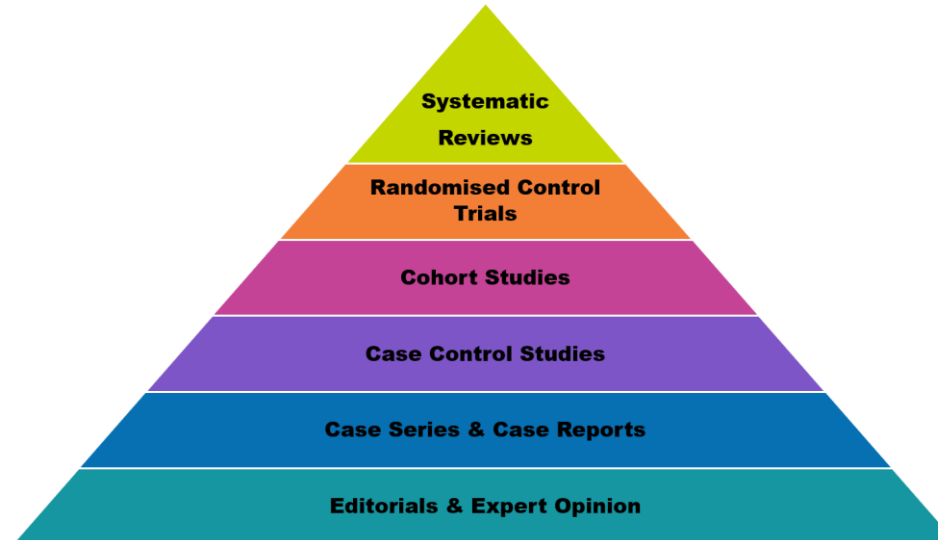 Systematic
Reviews
Randomised Control
Trials
Cohort Studies
Case Control Studies
Case Series & Case Reports
Editorials & Expert Opinion